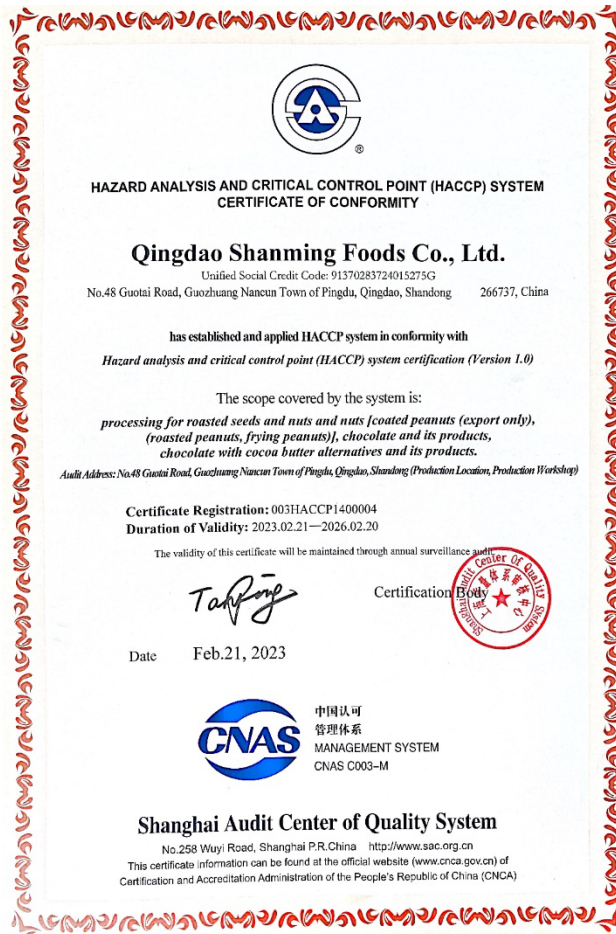 ®
HAZARD ANALYSIS AND CRITICAL CONTROL POINT (HACCP) SYSTEM
CERTIFICATE OF CONFORMITY
Qingdao Shanming Foods Co., Ltd.
Unified Social Credit Code: 91370283724015275G
No.48 Guotai Road, Guozhuang Nancun Town of Pingdu, Qingdao, Shandong 266737, China
has established and applied HACCP system in conformity with
Hazard analysis and critical control point (HACCP) system certification (Version 1.0)
The scope covered by the system is:
processing for roasted seeds and nuts and nuts [coated peanuts (export only),
(roasted peanuts, frying peanuts)], chocolate and its products,
chocolate with cocoa butter alternatives and its products.
Audit Address: No.48 Guotai Road, Guozhuang Nancun Town of Pingdu, Qingdao, Shandong (Production Location, Production Workshop)
Certificate Registration: 003HACCP1400004
Duration of Validity: 2023.02.21—2026.02.20
The validity of this certificate will be maintained through annual surveillance audit.
Certification Body
Shanghai Audit Center Of Quality System
Date Feb.21, 2023
CNAS
中国认可
管理体系
MANAGEMENT SYSTEM
CNAS C003-M
Shanghai Audit Center of Quality System
No.258 Wuyi Road, Shanghai P.R.China http://www.sac.org.cn
This certificate information can be found at the official website (www.cnca.gov.cn) of
Certification and Accreditation Administration of the People's Republic of China (CNCA)